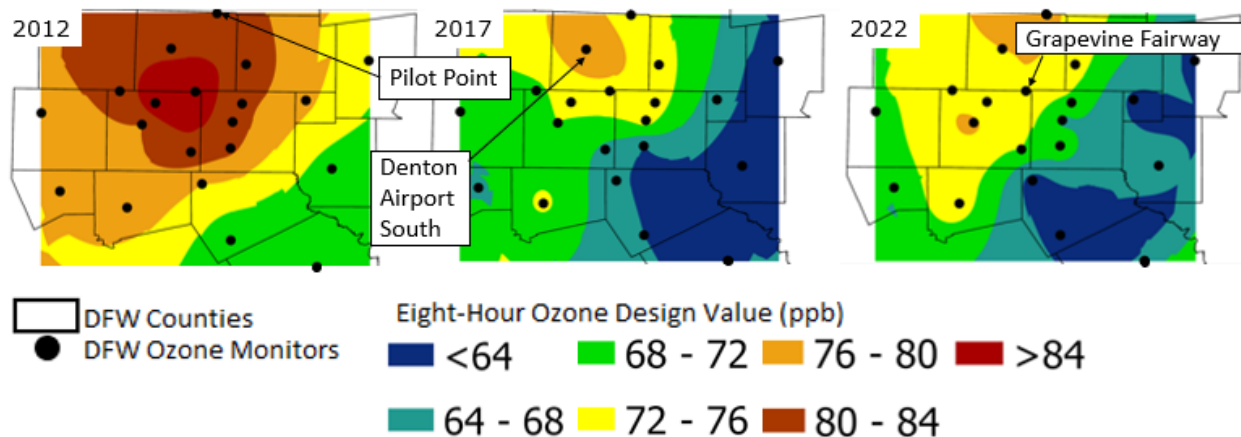 2012
2017
2022
Pilot Point
Denton
Airport
South
Grapevine Fairway
DFW Counties
DFW Ozone Monitors
Eight-Hour Ozone Design Value (ppb)
<64
68 - 72
76 - 80
>84
64 - 68
72 - 76
80 - 84